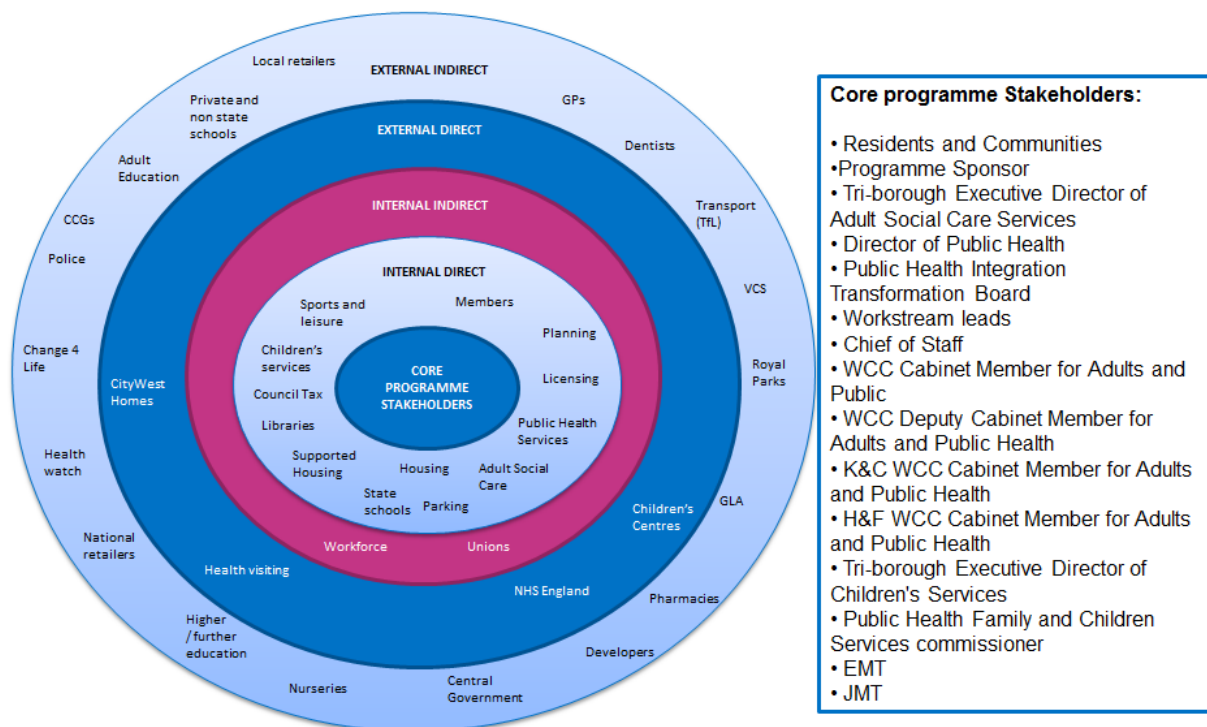 Local retailers
EXTERNAL INDIRECT
GPs
Private and
non state
schools
EXTERNAL DIRECT
Dentists
Adult
Education
INTERNAL INDIRECT
Transport
(TfL)
CCGs
Police
INTERNAL DIRECT
VCS
Sports and
leisure
Members
Planning
Change 4
Life
Children's
services
Royal
Parks
CityWest
Homes
Council Tax
CORE
PROGRAMME
STAKEHOLDERS
Licensing
Libraries
Public Health
Services
Health
watch
Supported
Housing
Housing
Adult Social
Care
State
schools
Parking
Children's
Centres
GLA
National
retailers
Workforce
Unions
Health visiting
NHS England
Pharmacies
Higher
/ further
education
Developers
Nurseries
Central
Government
Core programme Stakeholders:
• Residents and Communities
•Programme Sponsor
• Tri-borough Executive Director of
Adult Social Care Services
• Director of Public Health
• Public Health Integration
Transformation Board
• Workstream leads
• Chief of Staff
• WCC Cabinet Member for Adults and
Public
• WCC Deputy Cabinet Member for
Adults and Public Health
• K&C WCC Cabinet Member for Adults
and Public Health
• H&F WCC Cabinet Member for Adults
and Public Health
• Tri-borough Executive Director of
Children's Services
• Public Health Family and Children
Services commissioner
• EMT
• JMT